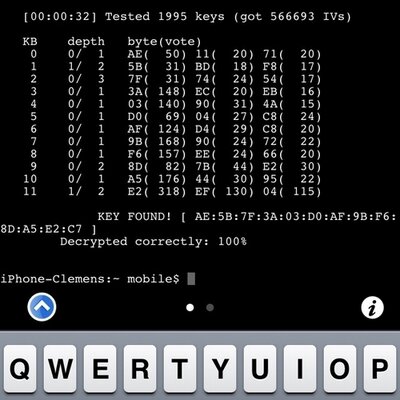 [00:00:32] Tested 1995 keys (got 566693 IVs)
KB depth byte(vote)
0 0/ 1 AE( 50) 11( 20) 71( 20)
1 1/ 2 5B( 31) BD( 18) F8( 17)
2 0/ 3 7F( 31) 74( 24) 54( 17)
3 0/ 1 3A( 148) EC( 20) EB( 16)
4 0/ 1 03( 140) 90( 31) 4A( 15)
5 0/ 1 D0( 69) 04( 27) C8( 24)
6 0/ 1 AF( 124) D4( 29) C8( 20)
7 0/ 1 9B( 168) 90( 24) 72( 22)
8 0/ 1 F6( 157) EE( 24) 66( 20)
9 0/ 2 8D( 82) 7B( 44) E2( 30)
10 0/ 1 A5( 176) 44( 30) 95( 22)
11 1/ 2 E2( 318) EF( 130) 04( 115)
KEY FOUND! [ AE:5B:7F:3A:03:D0:AF:9B:F6:
8D:A5:E2:C7 ]
Decrypted correctly: 100%
iPhone-Clemens:~ mobile$
i
Q W E R T Y U I O P